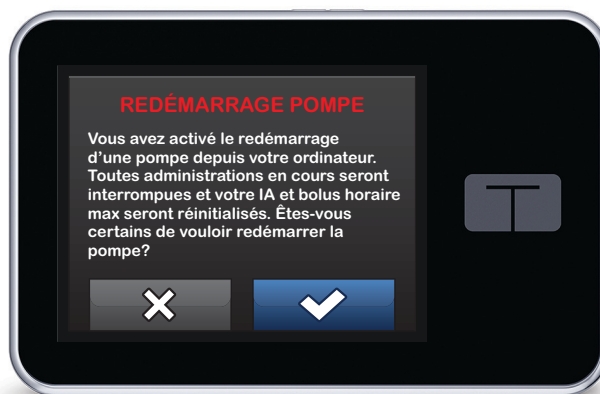 REDÉMARRAGE POMPE
Vous avez activé le redémarrage
d'une pompe depuis votre ordinateur.
Toutes administrations en cours seront
interrompues et votre IA et bolus horaire
max seront réinitialisés. Êtes-vous
certains de vouloir redémarrer la
pompe?